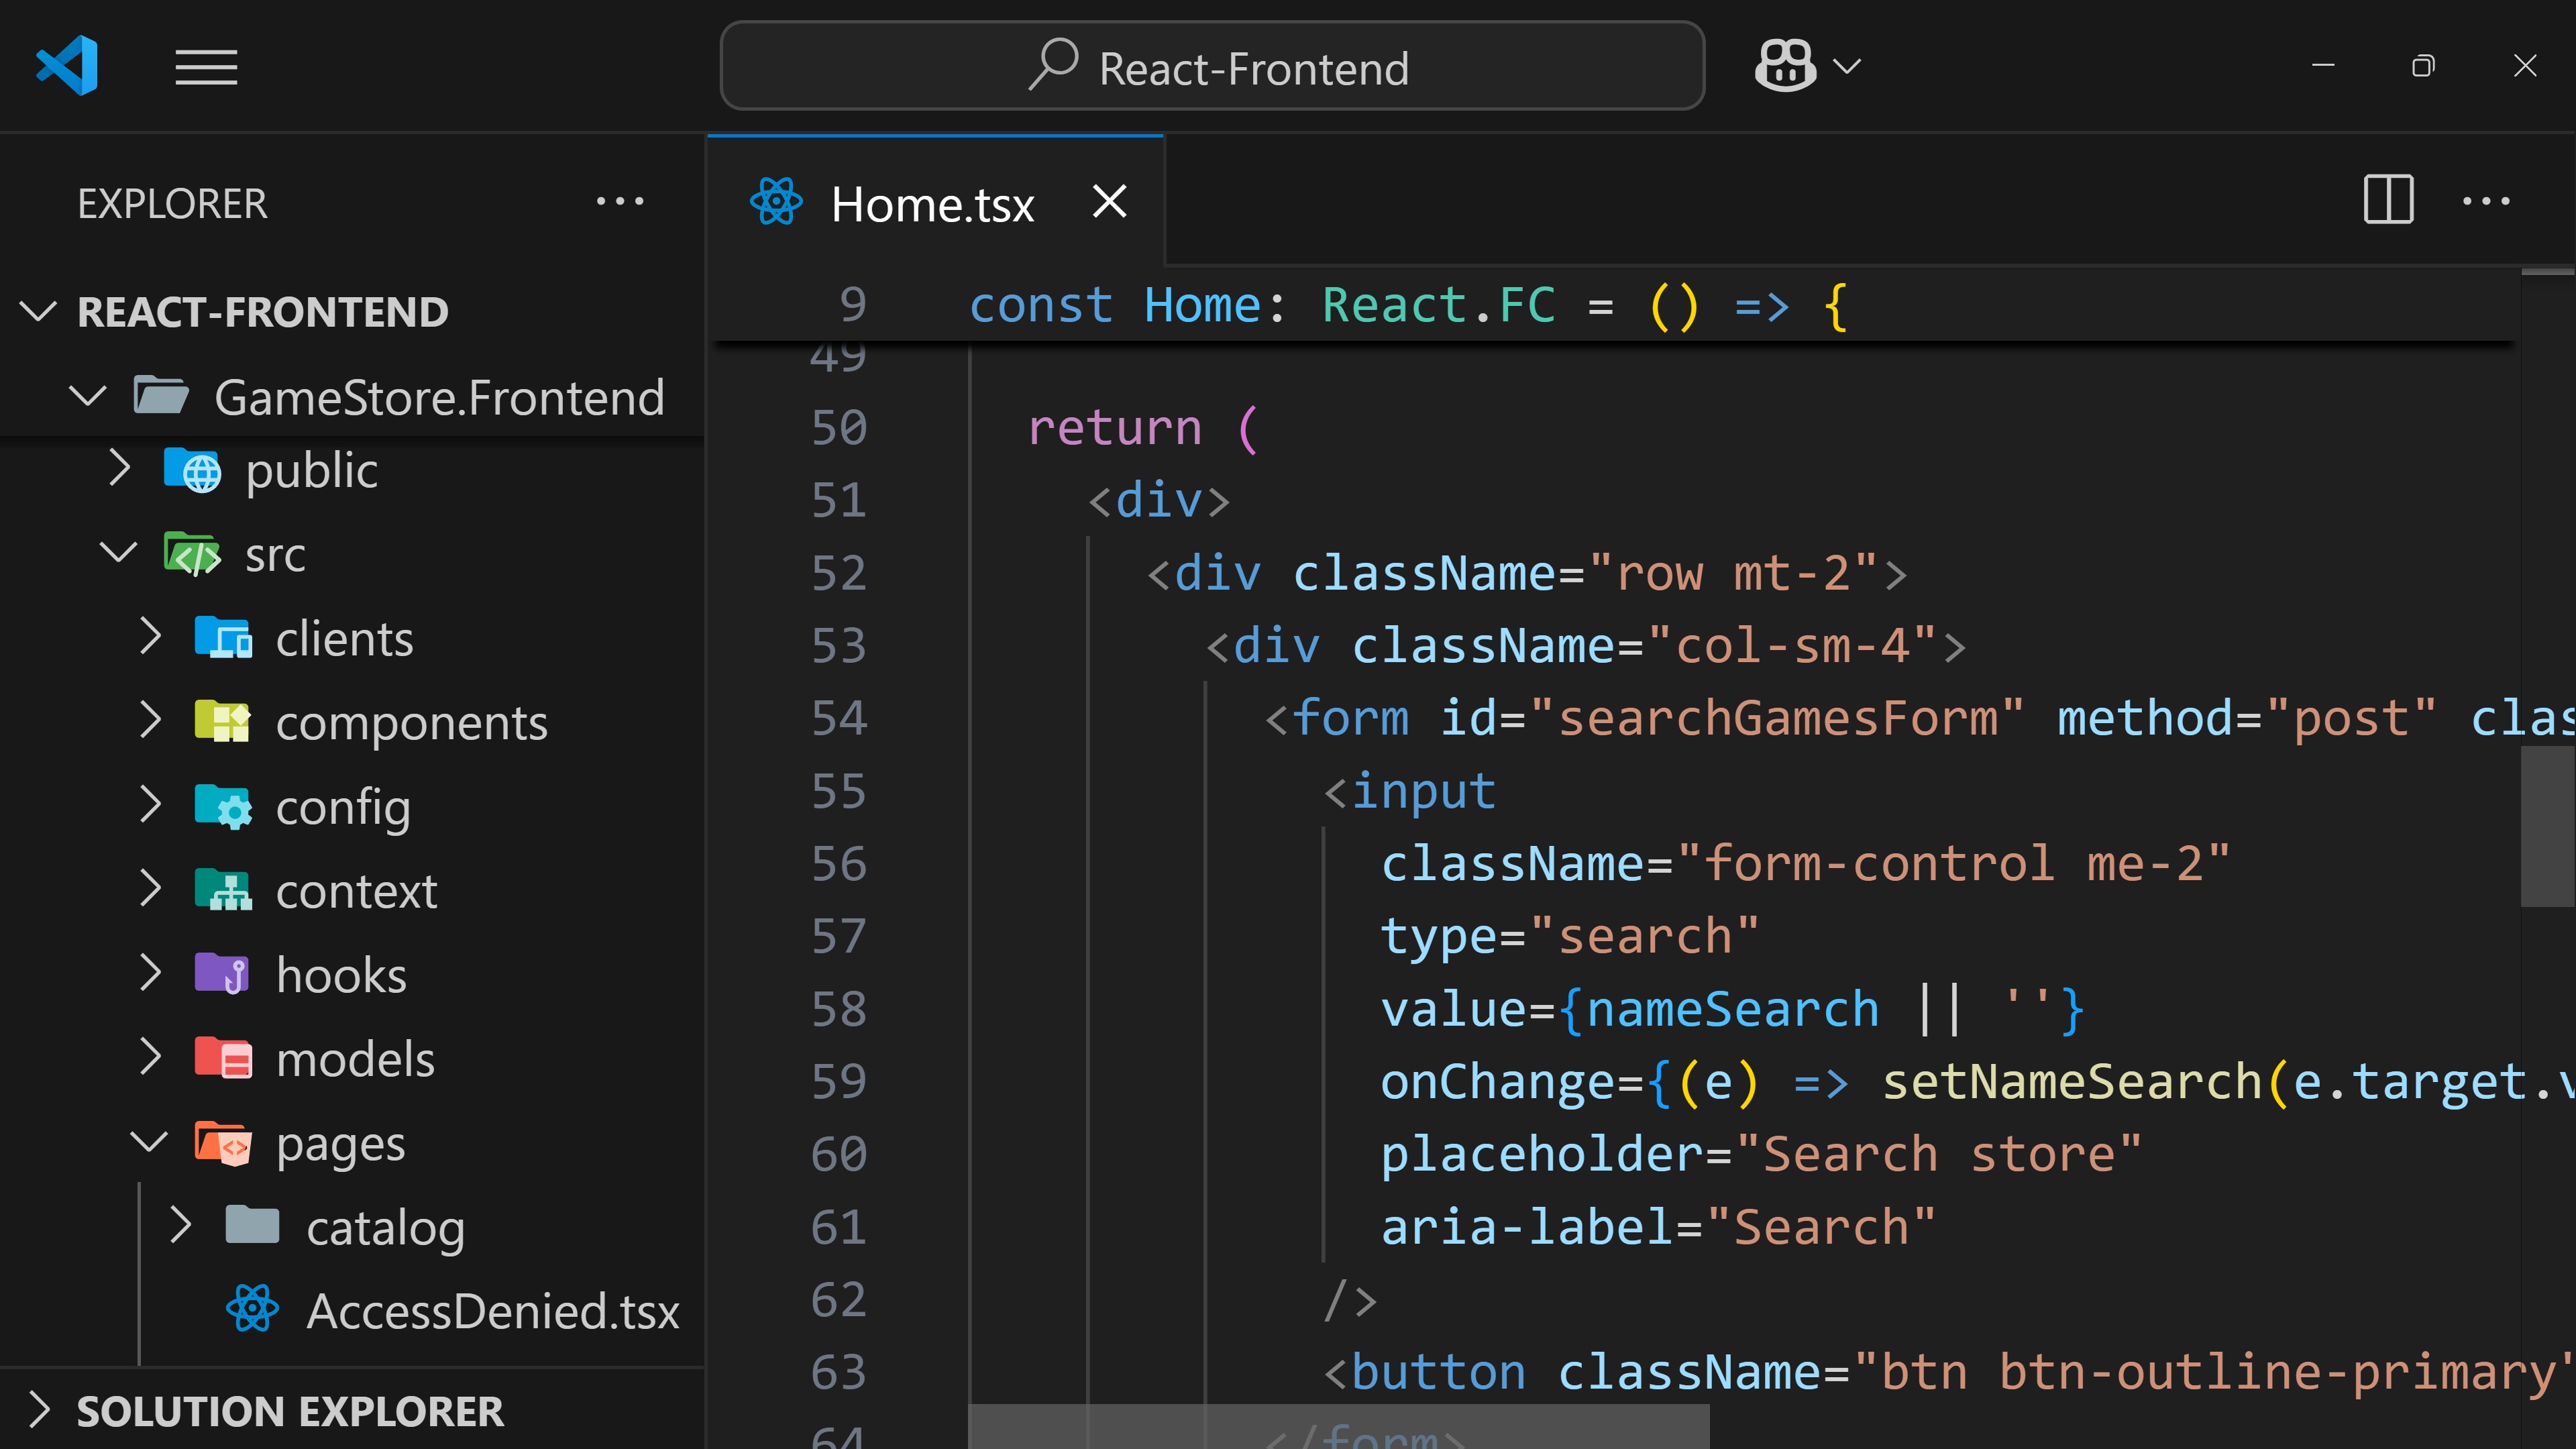 React-Frontend
EXPLORER
REACT-FRONTEND
GameStore.Frontend
public
src
clients
components
config
context
hooks
models
pages
catalog
AccessDenied.tsx
SOLUTION EXPLORER
Home.tsx
9 const Home: React.FC = () => {
49
50 return (
51 <div>
52 <div className="row mt-2">
53 <div className="col-sm-4">
54 <form id="searchGamesForm" method="post" clas
55 <input
56 className="form-control me-2"
57 type="search"
58 value={nameSearch || ''}
59 onChange={(e) => setNameSearch(e.target.v
60 placeholder="Search store"
61 aria-label="Search"
62 />
63 <button className="btn btn-outline-primary"
64 </form>